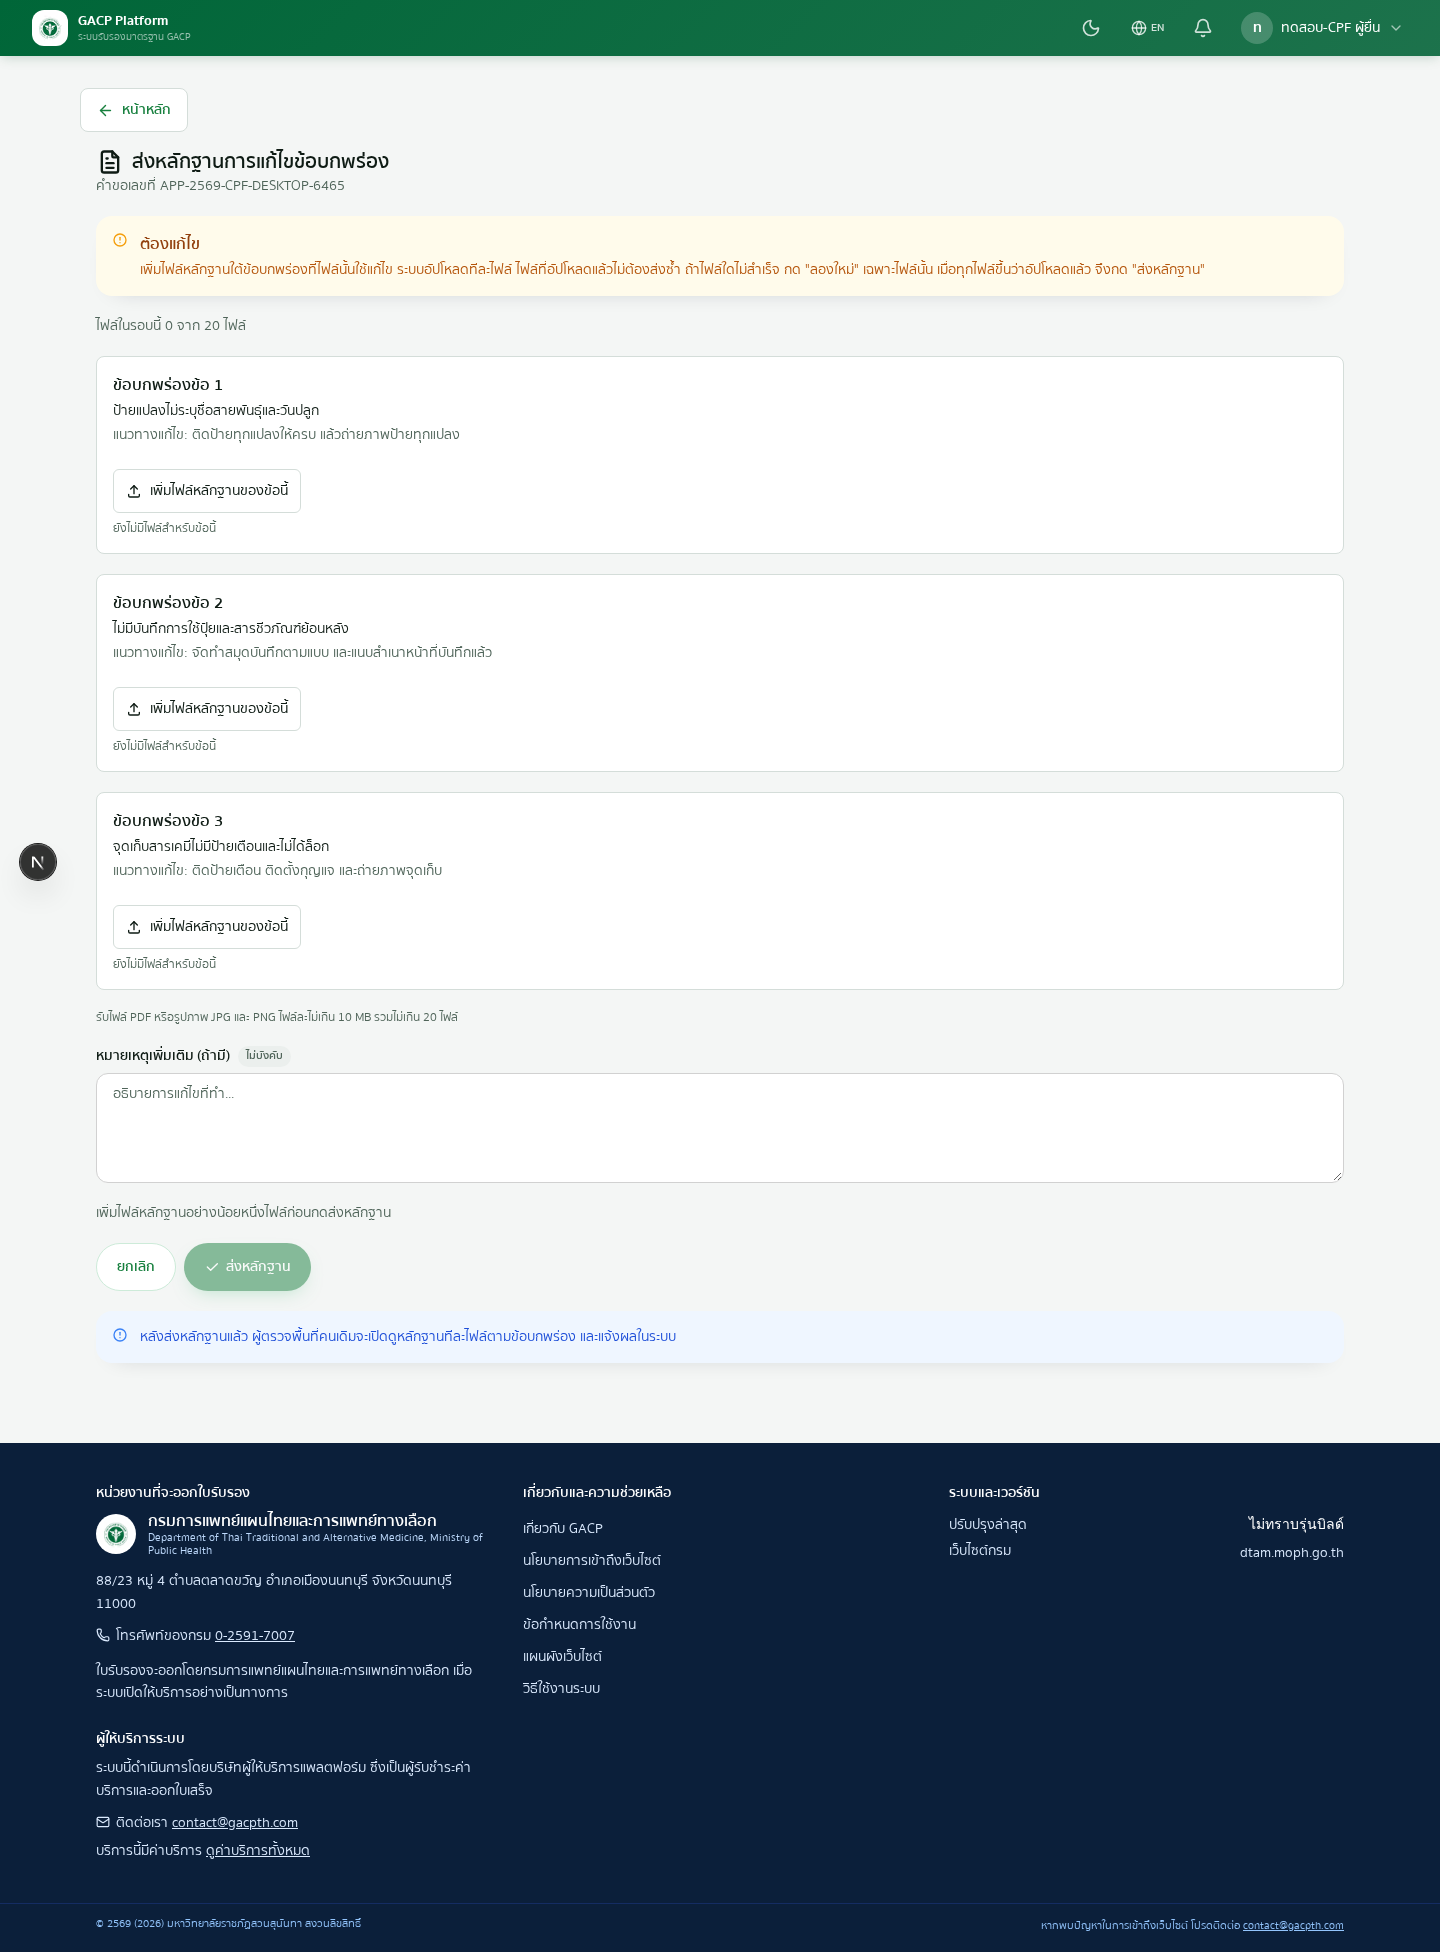 GACP Platform
ระบบรับรองมาตรฐาน GACP
EN
ท
ทดสอบ-CPF ผู้ยื่น
หน้าหลัก
ส่งหลักฐานการแก้ไขข้อบกพร่อง
คำขอเลขที่ APP-2569-CPF-DESKTOP-6465
ต้องแก้ไข
เพิ่มไฟล์หลักฐานใต้ข้อบกพร่องที่ไฟล์นั้นใช้แก้ไข ระบบอัปโหลดทีละไฟล์ ไฟล์ที่อัปโหลดแล้วไม่ต้องส่งซ้ำ ถ้าไฟล์ใดไม่สำเร็จ กด "ลองใหม่" เฉพาะไฟล์นั้น เมื่อทุกไฟล์ขึ้นว่าอัปโหลดแล้ว จึงกด "ส่งหลักฐาน"
ไฟล์ในรอบนี้ 0 จาก 20 ไฟล์
ข้อบกพร่องข้อ 1
ป้ายแปลงไม่ระบุชื่อสายพันธุ์และวันปลูก
แนวทางแก้ไข: ติดป้ายทุกแปลงให้ครบ แล้วถ่ายภาพป้ายทุกแปลง
เพิ่มไฟล์หลักฐานของข้อนี้
ยังไม่มีไฟล์สำหรับข้อนี้
ข้อบกพร่องข้อ 2
ไม่มีบันทึกการใช้ปุ๋ยและสารชีวภัณฑ์ย้อนหลัง
แนวทางแก้ไข: จัดทำสมุดบันทึกตามแบบ และแนบสำเนาหน้าที่บันทึกแล้ว
เพิ่มไฟล์หลักฐานของข้อนี้
ยังไม่มีไฟล์สำหรับข้อนี้
ข้อบกพร่องข้อ 3
จุดเก็บสารเคมีไม่มีป้ายเตือนและไม่ได้ล็อก
แนวทางแก้ไข: ติดป้ายเตือน ติดตั้งกุญแจ และถ่ายภาพจุดเก็บ
เพิ่มไฟล์หลักฐานของข้อนี้
ยังไม่มีไฟล์สำหรับข้อนี้
รับไฟล์ PDF หรือรูปภาพ JPG และ PNG ไฟล์ละไม่เกิน 10 MB รวมไม่เกิน 20 ไฟล์
หมายเหตุเพิ่มเติม (ถ้ามี) ไม่บังคับ
อธิบายการแก้ไขที่ทำ...
เพิ่มไฟล์หลักฐานอย่างน้อยหนึ่งไฟล์ก่อนกดส่งหลักฐาน
ยกเลิก
ส่งหลักฐาน
หลังส่งหลักฐานแล้ว ผู้ตรวจพื้นที่คนเดิมจะเปิดดูหลักฐานทีละไฟล์ตามข้อบกพร่อง และแจ้งผลในระบบ
หน่วยงานที่จะออกใบรับรอง
กรมการแพทย์แผนไทยและการแพทย์ทางเลือก
Department of Thai Traditional and Alternative Medicine, Ministry of
Public Health
88/23 หมู่ 4 ตำบลตลาดขวัญ อำเภอเมืองนนทบุรี จังหวัดนนทบุรี
11000
โทรศัพท์ของกรม 0-2591-7007
ใบรับรองจะออกโดยกรมการแพทย์แผนไทยและการแพทย์ทางเลือก เมื่อ
ระบบเปิดให้บริการอย่างเป็นทางการ
ผู้ให้บริการระบบ
ระบบนี้ดำเนินการโดยบริษัทผู้ให้บริการแพลตฟอร์ม ซึ่งเป็นผู้รับชำระค่า
บริการและออกใบเสร็จ
ติดต่อเรา contact@gacpth.com
บริการนี้มีค่าบริการ ดูค่าบริการทั้งหมด
เกี่ยวกับและความช่วยเหลือ
เกี่ยวกับ GACP
นโยบายการเข้าถึงเว็บไซต์
นโยบายความเป็นส่วนตัว
ข้อกำหนดการใช้งาน
แผนผังเว็บไซต์
วิธีใช้งานระบบ
ระบบและเวอร์ชัน
ปรับปรุงล่าสุด ไม่ทราบรุ่นบิลด์
เว็บไซต์กรม dtam.moph.go.th
© 2569 (2026) มหาวิทยาลัยราชภัฏสวนสุนันทา สงวนลิขสิทธิ์
หากพบปัญหาในการเข้าถึงเว็บไซต์ โปรดติดต่อ contact@gacpth.com